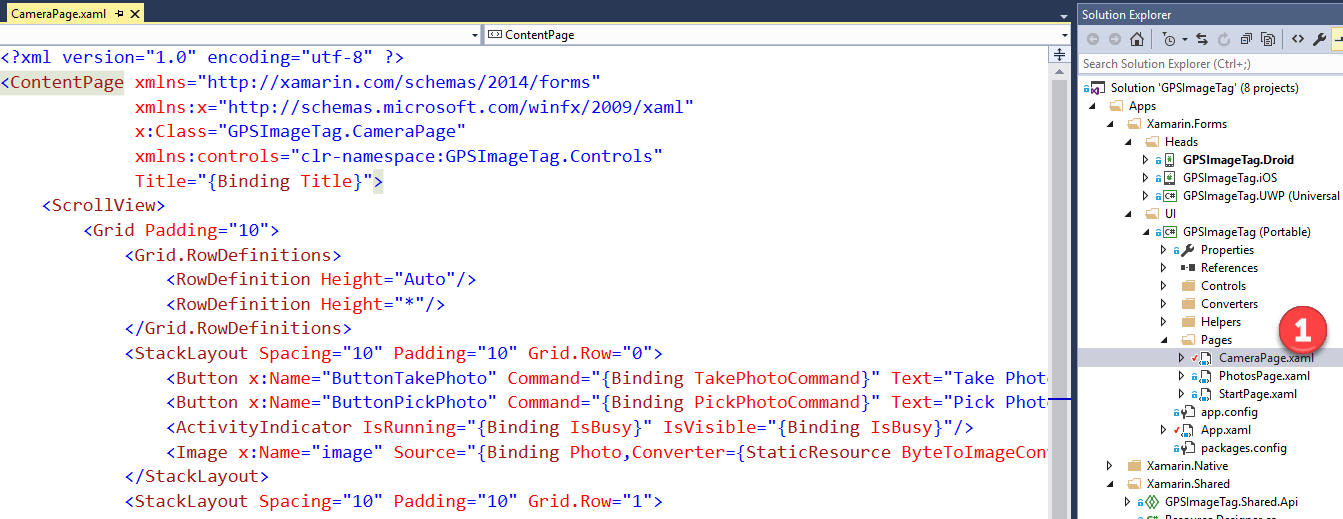 CameraPage.xaml
ContentPage
<?xml version="1.0" encoding="utf-8" ?>
<ContentPage xmlns="http://xamarin.com/schemas/2014/forms"
xmlns:x="http://schemas.microsoft.com/winfx/2009/xaml"
x:Class="GPSImageTag.CameraPage"
xmlns:controls="clr-namespace:GPSImageTag.Controls"
Title="{Binding Title}">
<ScrollView>
<Grid Padding="10">
<Grid.RowDefinitions>
<RowDefinition Height="Auto"/>
<RowDefinition Height="*"/>
</Grid.RowDefinitions>
<StackLayout Spacing="10" Padding="10" Grid.Row="0">
<Button x:Name="ButtonTakePhoto" Command="{Binding TakePhotoCommand}" Text="Take Phot
<Button x:Name="ButtonPickPhoto" Command="{Binding PickPhotoCommand}" Text="Pick Phot
<ActivityIndicator IsRunning="{Binding IsBusy}" IsVisible="{Binding IsBusy}"/>
<Image x:Name="image" Source="{Binding Photo,Converter={StaticResource ByteToImageCon
</StackLayout>
<StackLayout Spacing="10" Padding="10" Grid.Row="1">
Solution Explorer
Search Solution Explorer (Ctrl+;)
Solution 'GPSImageTag' (8 projects)
Apps
Xamarin.Forms
Heads
GPSImageTag.Droid
GPSImageTag.iOS
C# GPSImageTag.UWP (Universal
UI
C# GPSImageTag (Portable)
Properties
References
Controls
Converters
Helpers
1
Pages
CameraPage.xaml
PhotosPage.xaml
StartPage.xaml
app.config
App.xaml
packages.config
Xamarin.Native
Xamarin.Shared
GPSImageTag.Shared.Api
Resource.Designer.cs